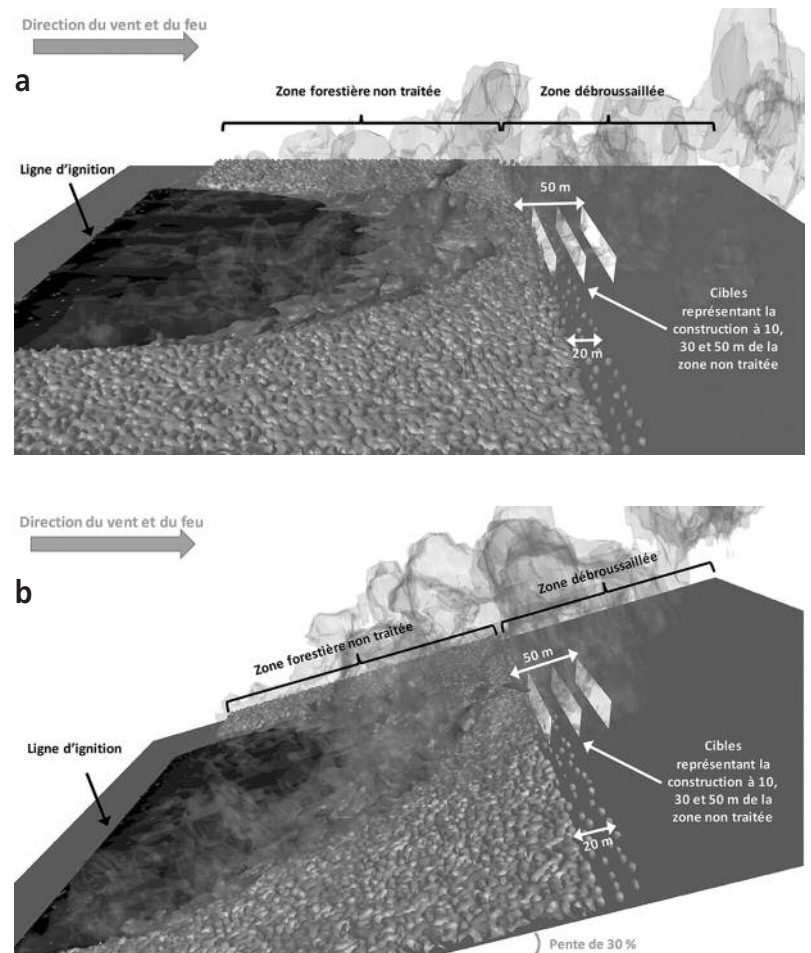 Direction du vent et du feu
a
Zone forestière non traitée
Zone débroussaillée
Ligne d'ignition
50 m
Cibles
représentant la
construction à 10,
30 et 50 m de la
zone non traitée
20 m
Direction du vent et du feu
b
Zone débroussaillée
Zone forestière non traitée
50 m
Ligne d'ignition
Cibles
représentant la
construction à 10,
30 et 50 m de la
zone non traitée
20 m
Pente de 30 %